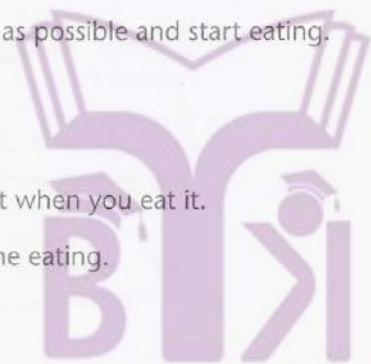 as possible and start eating.
t when you eat it.
ne eating.
B K